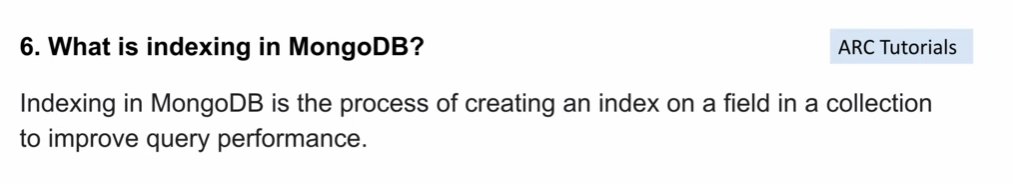 6. What is indexing in MongoDB?
ARC Tutorials
Indexing in MongoDB is the process of creating an index on a field in a collection
to improve query performance.